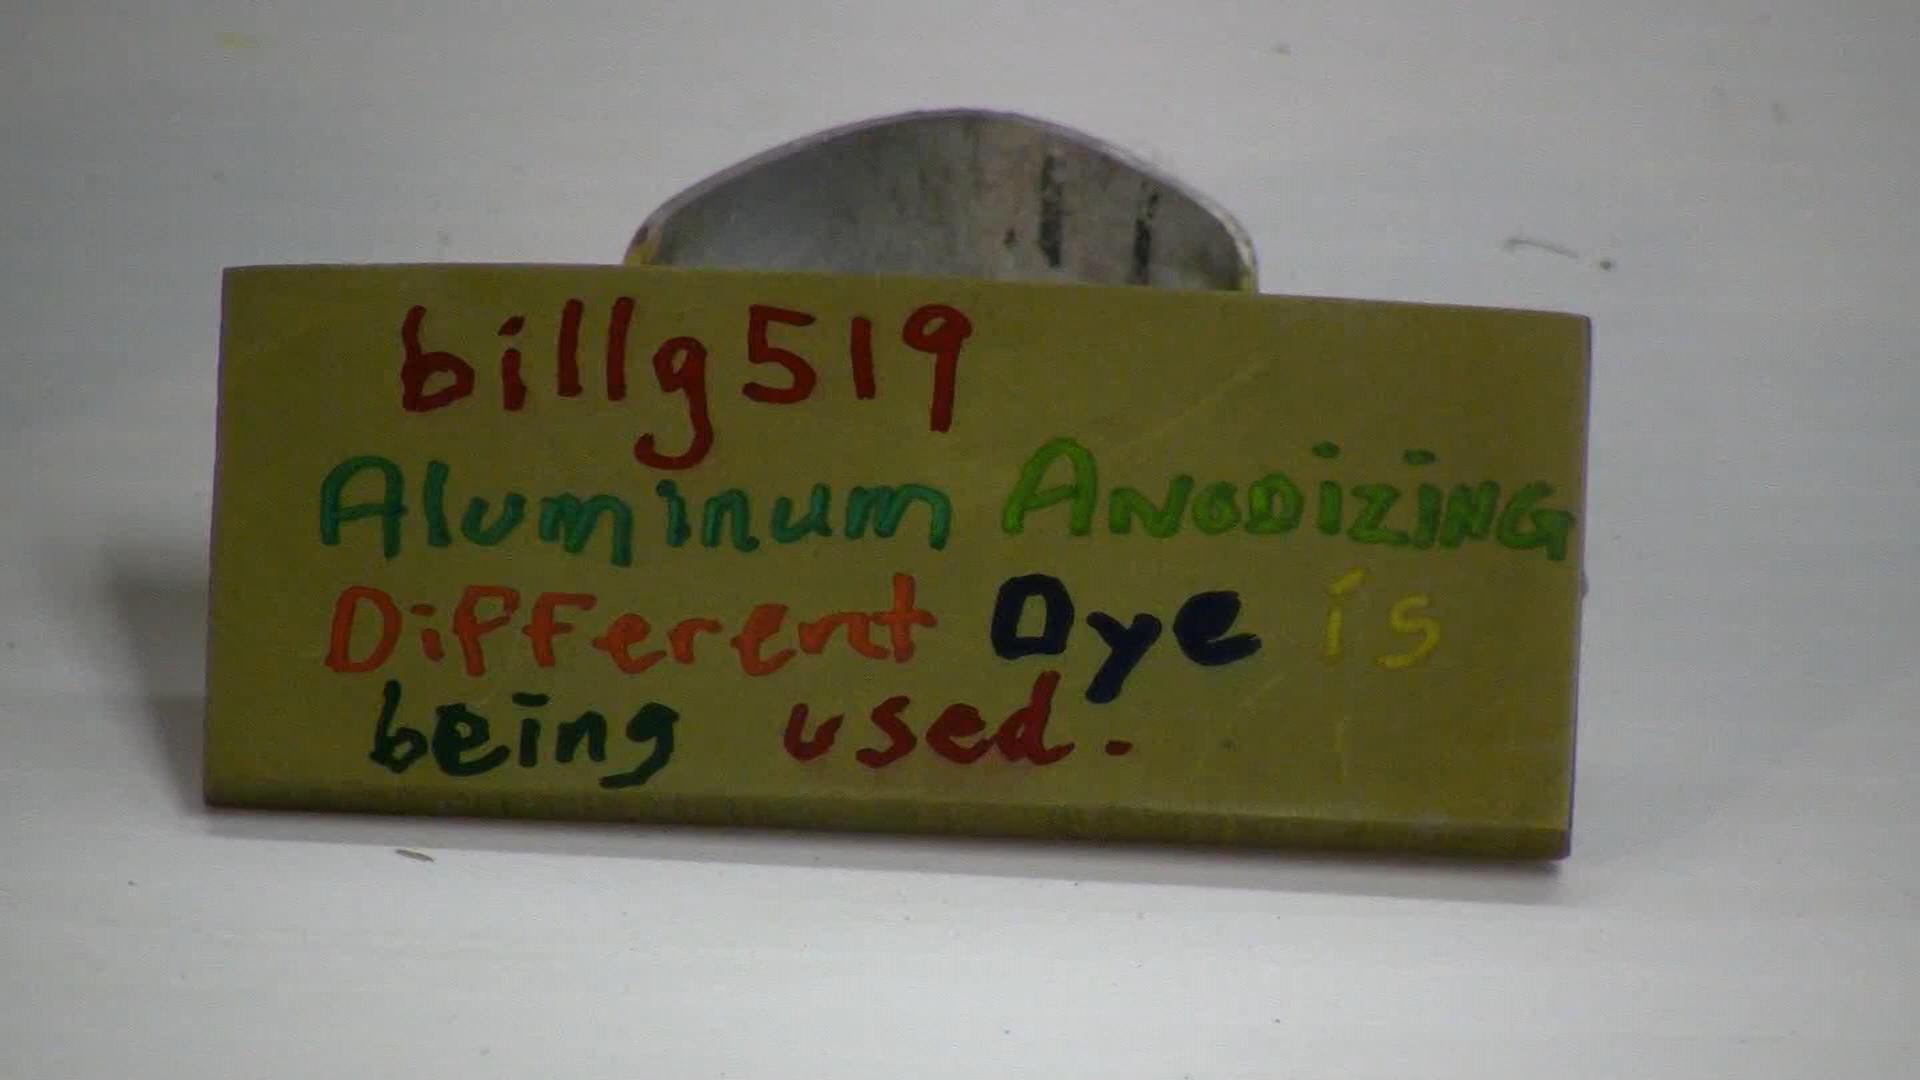 billg519
Aluminum ANODiZiNG
Different Dye is
being used.